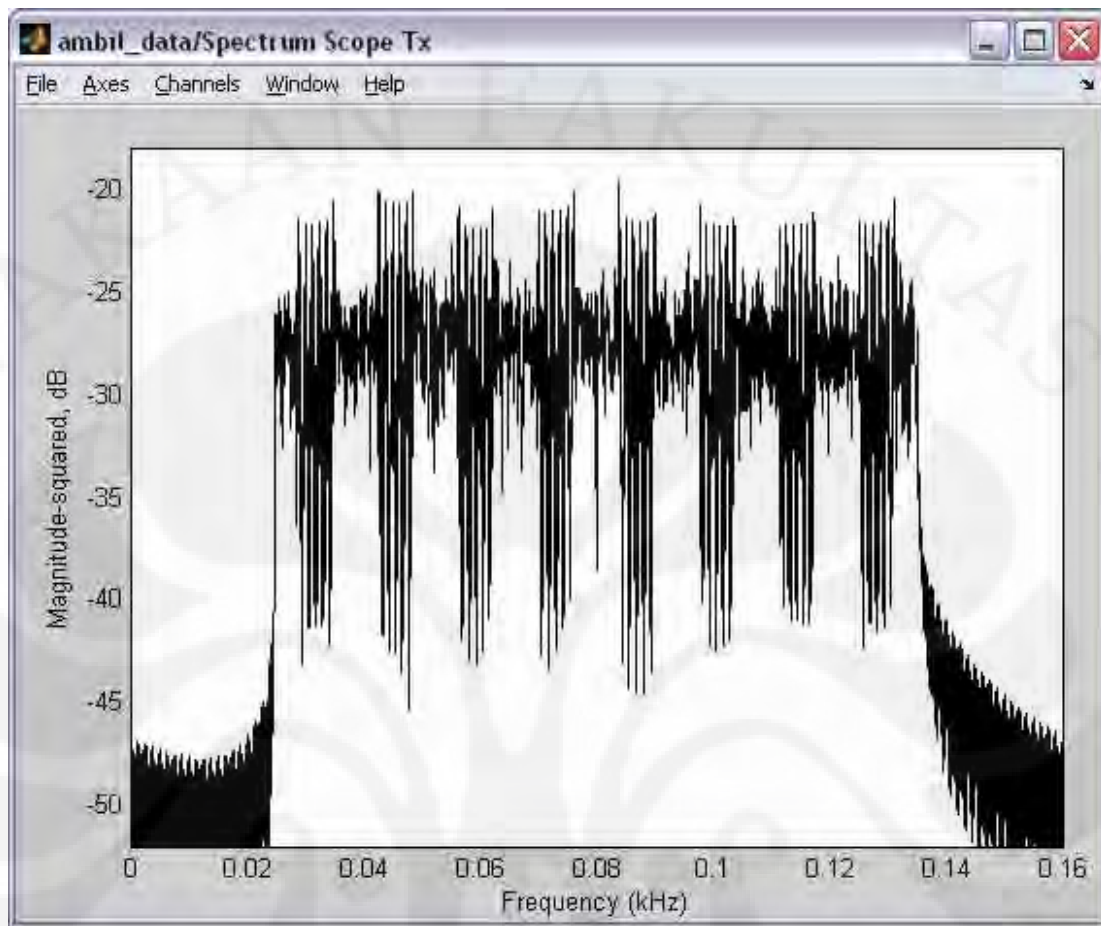 ambil_data/Spectrum Scope Tx
File Axes Channels Window Help
AKAAN FAKULTAS
Magnitude-squared, dB
-20
-25
-30
-35
-40
-45
-50
0 0.02 0.04 0.06 0.08 0.1 0.12 0.14 0.16
Frequency (kHz)